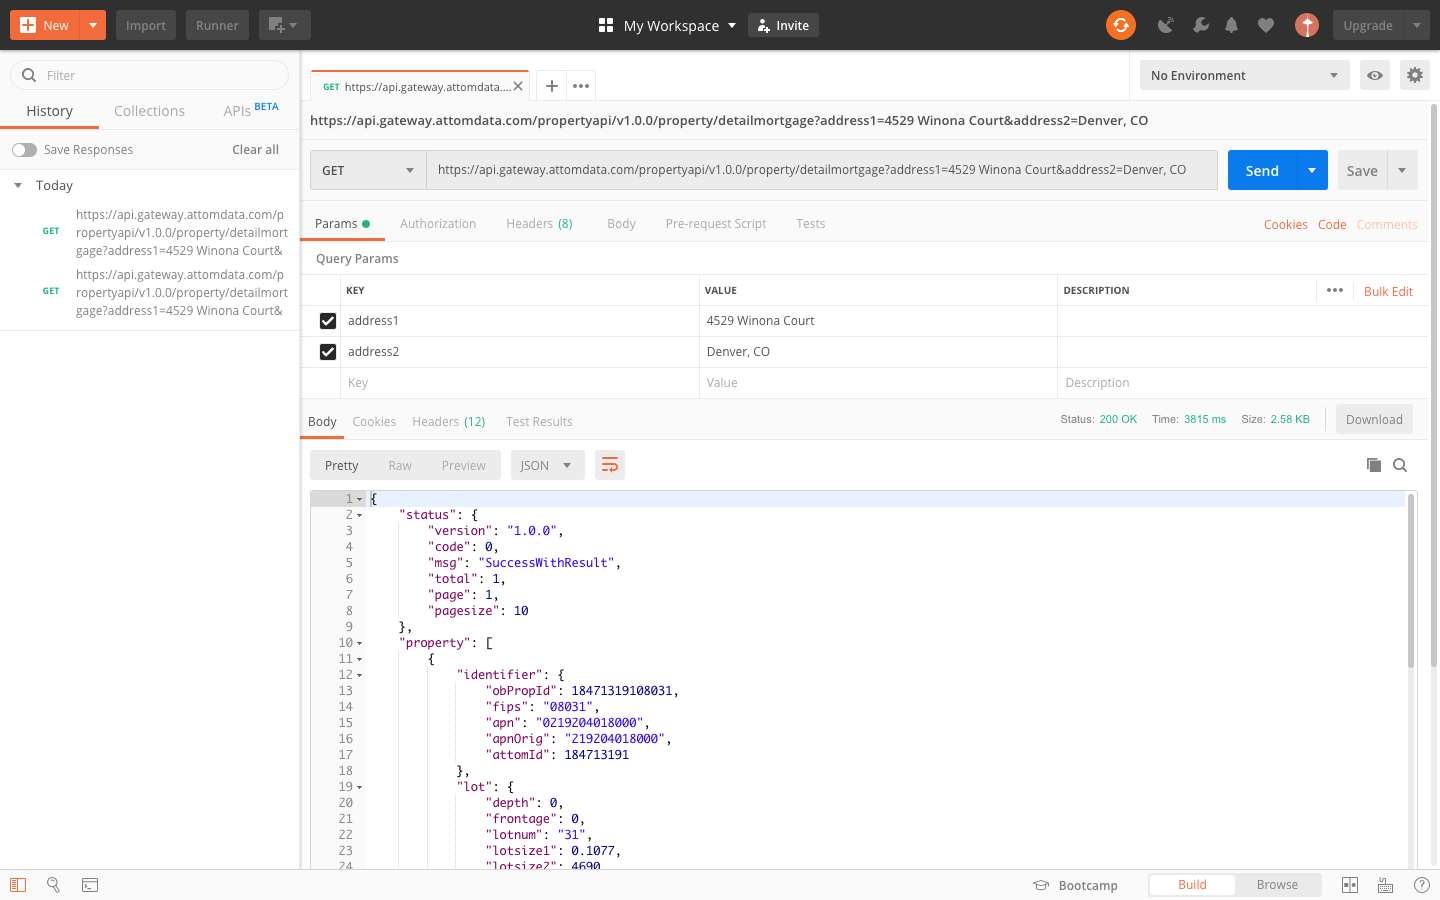 New
Import
Runner
My Workspace
Invite
Upgrade
Filter
History
Collections
APIs BETA
Save Responses
Clear all
Today
GET
https://api.gateway.attomdata.com/p
ropertyapi/v1.0.0/property/detailmort
gage?address1=4529 Winona Court&
GET
https://api.gateway.attomdata.com/p
ropertyapi/v1.0.0/property/detailmort
gage?address1=4529 Winona Court&
GET https://api.gateway.attomdata....
No Environment
https://api.gateway.attomdata.com/propertyapi/v1.0.0/property/detailmortgage?address1=4529 Winona Court&address2=Denver, CO
GET
https://api.gateway.attomdata.com/propertyapi/v1.0.0/property/detailmortgage?address1=4529 Winona Court&address2=Denver, CO
Send
Save
Params
Authorization
Headers (8)
Body
Pre-request Script
Tests
Cookies
Code
Comments
Query Params
KEY VALUE DESCRIPTION
Bulk Edit
address1 4529 Winona Court
address2 Denver, CO
Key Value Description
Body
Cookies
Headers (12)
Test Results
Status: 200 OK Time: 3815 ms Size: 2.58 KB
Download
Pretty
Raw
Preview
JSON
1 {
2 "status": {
3 "version": "1.0.0",
4 "code": 0,
5 "msg": "SuccessWithResult",
6 "total": 1,
7 "page": 1,
8 "pagesize": 10
9 },
10 "property": [
11 {
12 "identifier": {
13 "obPropId": 18471319108031,
14 "fips": "08031",
15 "apn": "0219204018000",
16 "apnOrig": "219204018000",
17 "attomId": 184713191
18 },
19 "lot": {
20 "depth": 0,
21 "frontage": 0,
22 "lotnum": "31",
23 "lotsize1": 0.1077,
24 "lotsize2": 4690
Bootcamp
Build
Browse